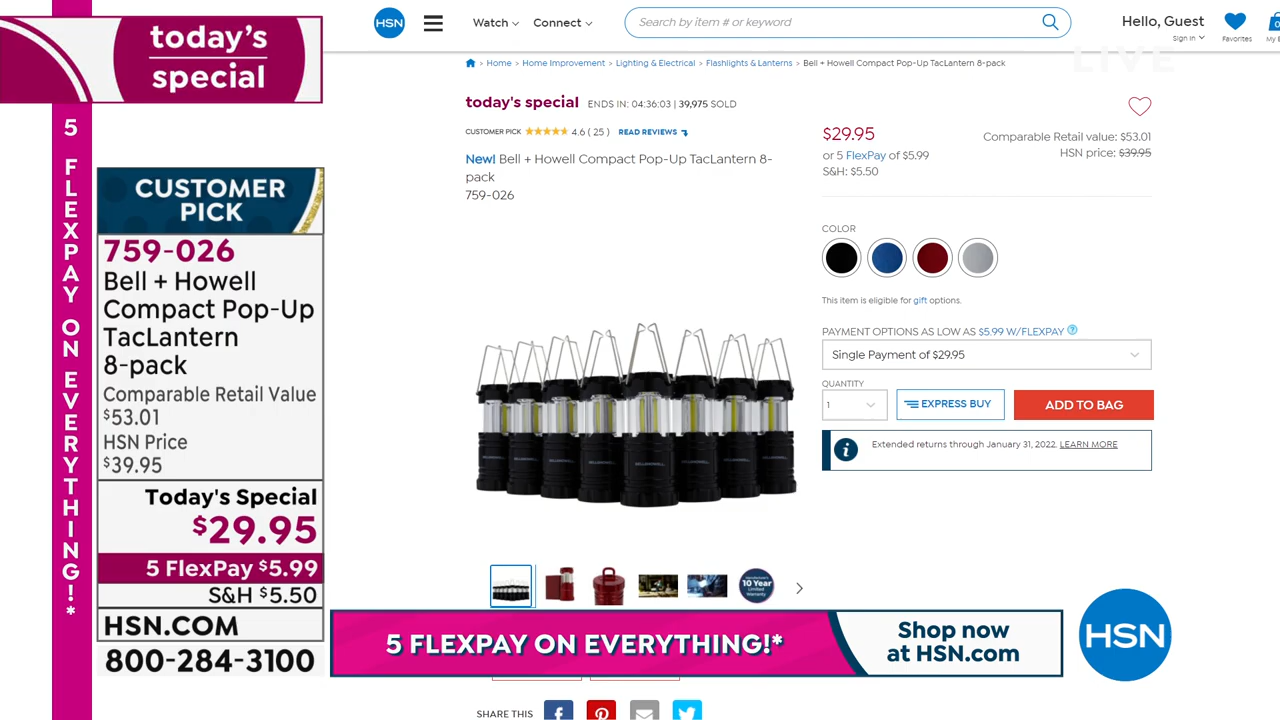 today's
special
5 FLEXPAY ON EVERYTHING!*
CUSTOMER
PICK
759-026
Bell + Howell
Compact Pop-Up
TacLantern
8-pack
Comparable Retail Value
$53.01
HSN Price
$39.95
Today's Special
$29.95
5 FlexPay $5.99
S&H $5.50
HSN.COM
800-284-3100
HSN
Watch
Connect
Search by item # or keyword
Hello, Guest
Sign In
Favorites
0
LIVE
> Home > Home Improvement > Lighting & Electrical > Flashlights & Lanterns > Bell + Howell Compact Pop-Up TacLantern 8-pack
today's special ENDS IN: 04:36:03 | 39,975 SOLD
CUSTOMER PICK 4.6 ( 25 ) READ REVIEWS
New! Bell + Howell Compact Pop-Up TacLantern 8-
pack
759-026
$29.95
or 5 FlexPay of $5.99
S&H: $5.50
Comparable Retail value: $53.01
HSN price: $39.95
COLOR
This item is eligible for gift options.
PAYMENT OPTIONS AS LOW AS $5.99 W/FLEXPAY ?
Single Payment of $29.95
QUANTITY
1
EXPRESS BUY
ADD TO BAG
i
Extended returns through January 31, 2022. LEARN MORE
10 Year
Limited
Warranty
5 FLEXPAY ON EVERYTHING!*
Shop now
at HSN.com
HSN
SHARE THIS